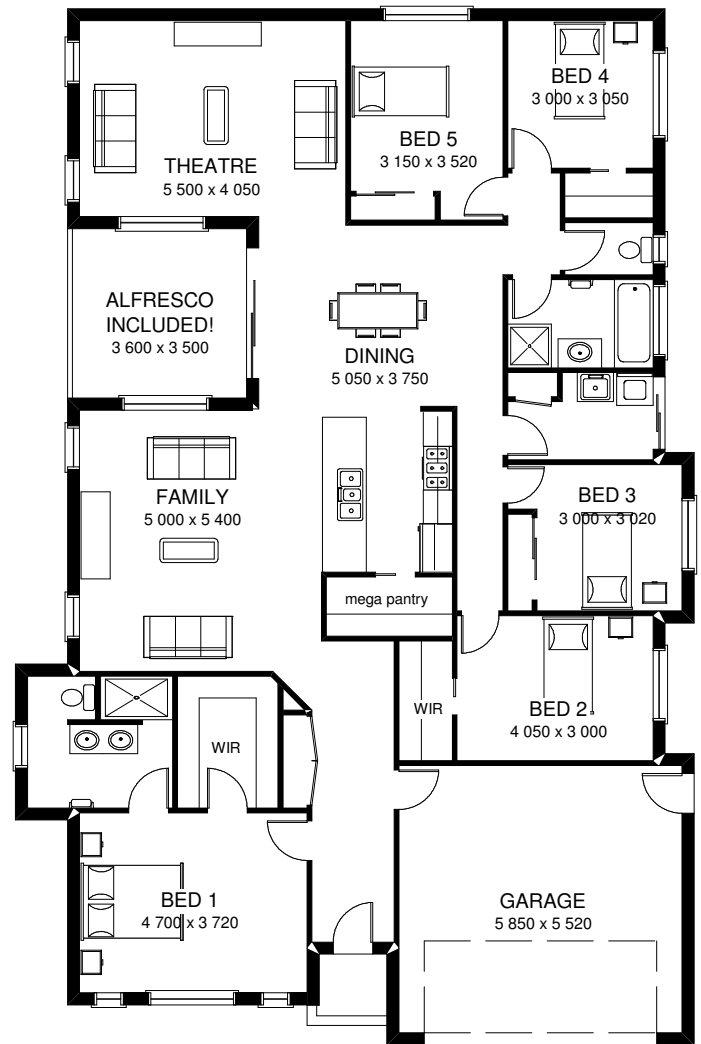 BED 4
3 000 x 3 050
BED 5
3 150 x 3 520
THEATRE
5 500 x 4 050
ALFRESCO
INCLUDED!
3 600 x 3 500
DINING
5 050 x 3 750
FAMILY
5 000 x 5 400
BED 3
3 000 x 3 020
mega pantry
WIR
BED 2
4 050 x 3 000
WIR
BED 1
4 700 x 3 720
GARAGE
5 850 x 5 520